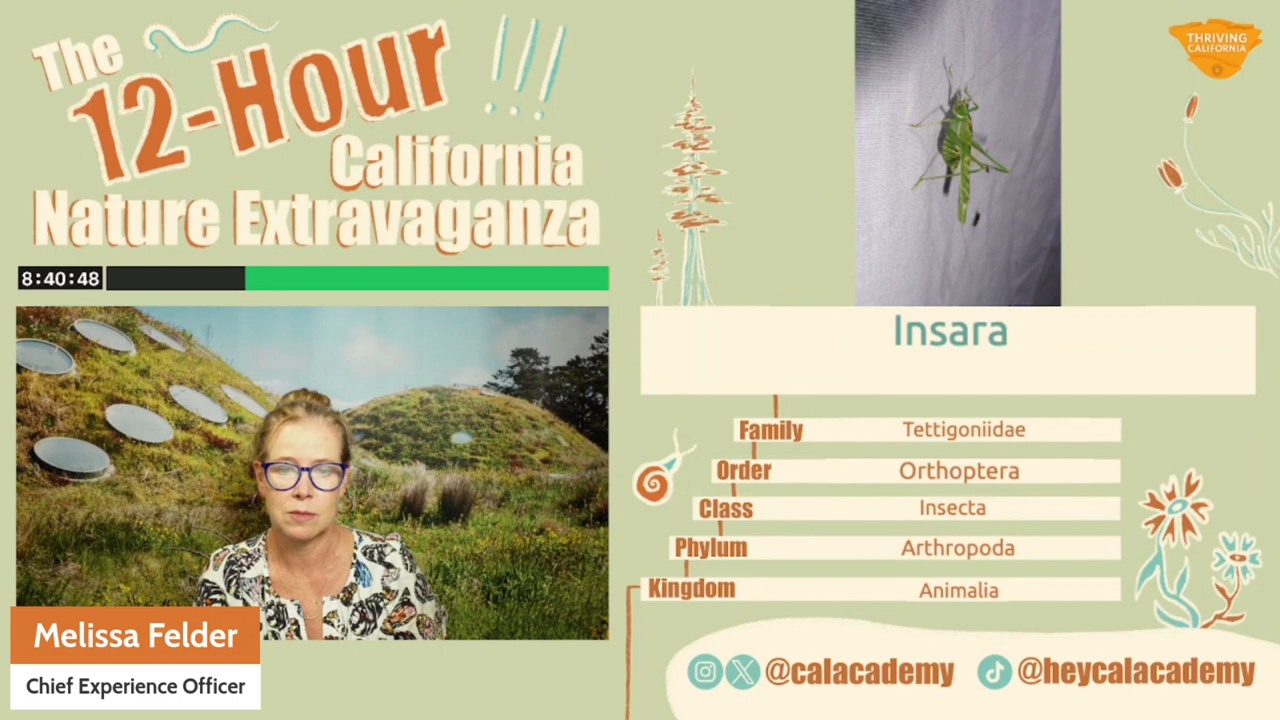 The
12-Hour
!!!
California
Nature Extravaganza
8:40:48
THRIVING
CALIFORNIA
Insara
Family Tettigoniidae
Order Orthoptera
Class Insecta
Phylum Arthropoda
Kingdom Animalia
Melissa Felder
Chief Experience Officer
@calacademy @heycalacademy